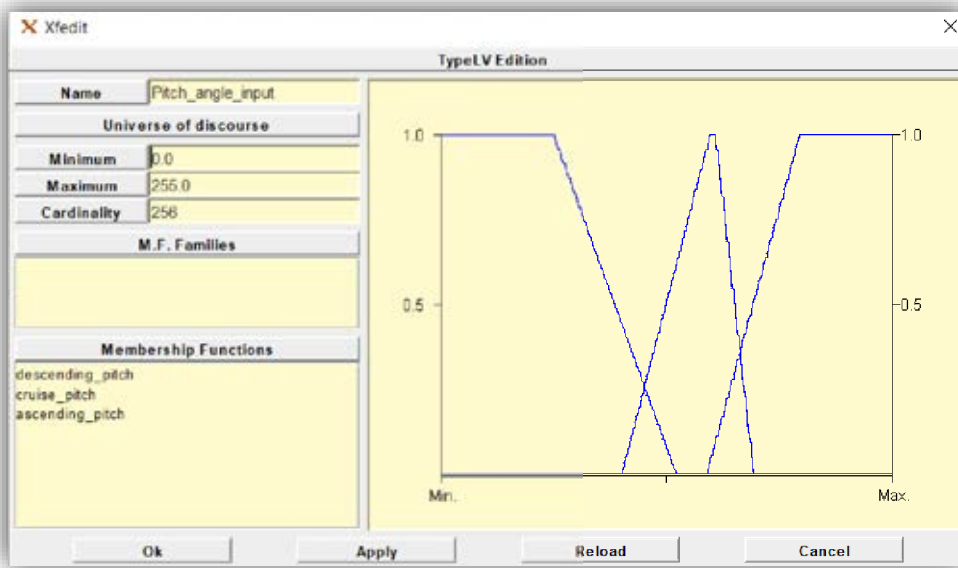 Xfedit
TypeLV Edition
Name Pitch_angle_input
Universe of discourse
Minimum 0.0
Maximum 255.0
Cardinality 256
M.F. Families
Membership Functions
descending_pitch
cruise_pitch
ascending_pitch
1.0 1.0
0.5 0.5
Min. Max.
Ok Apply Reload Cancel